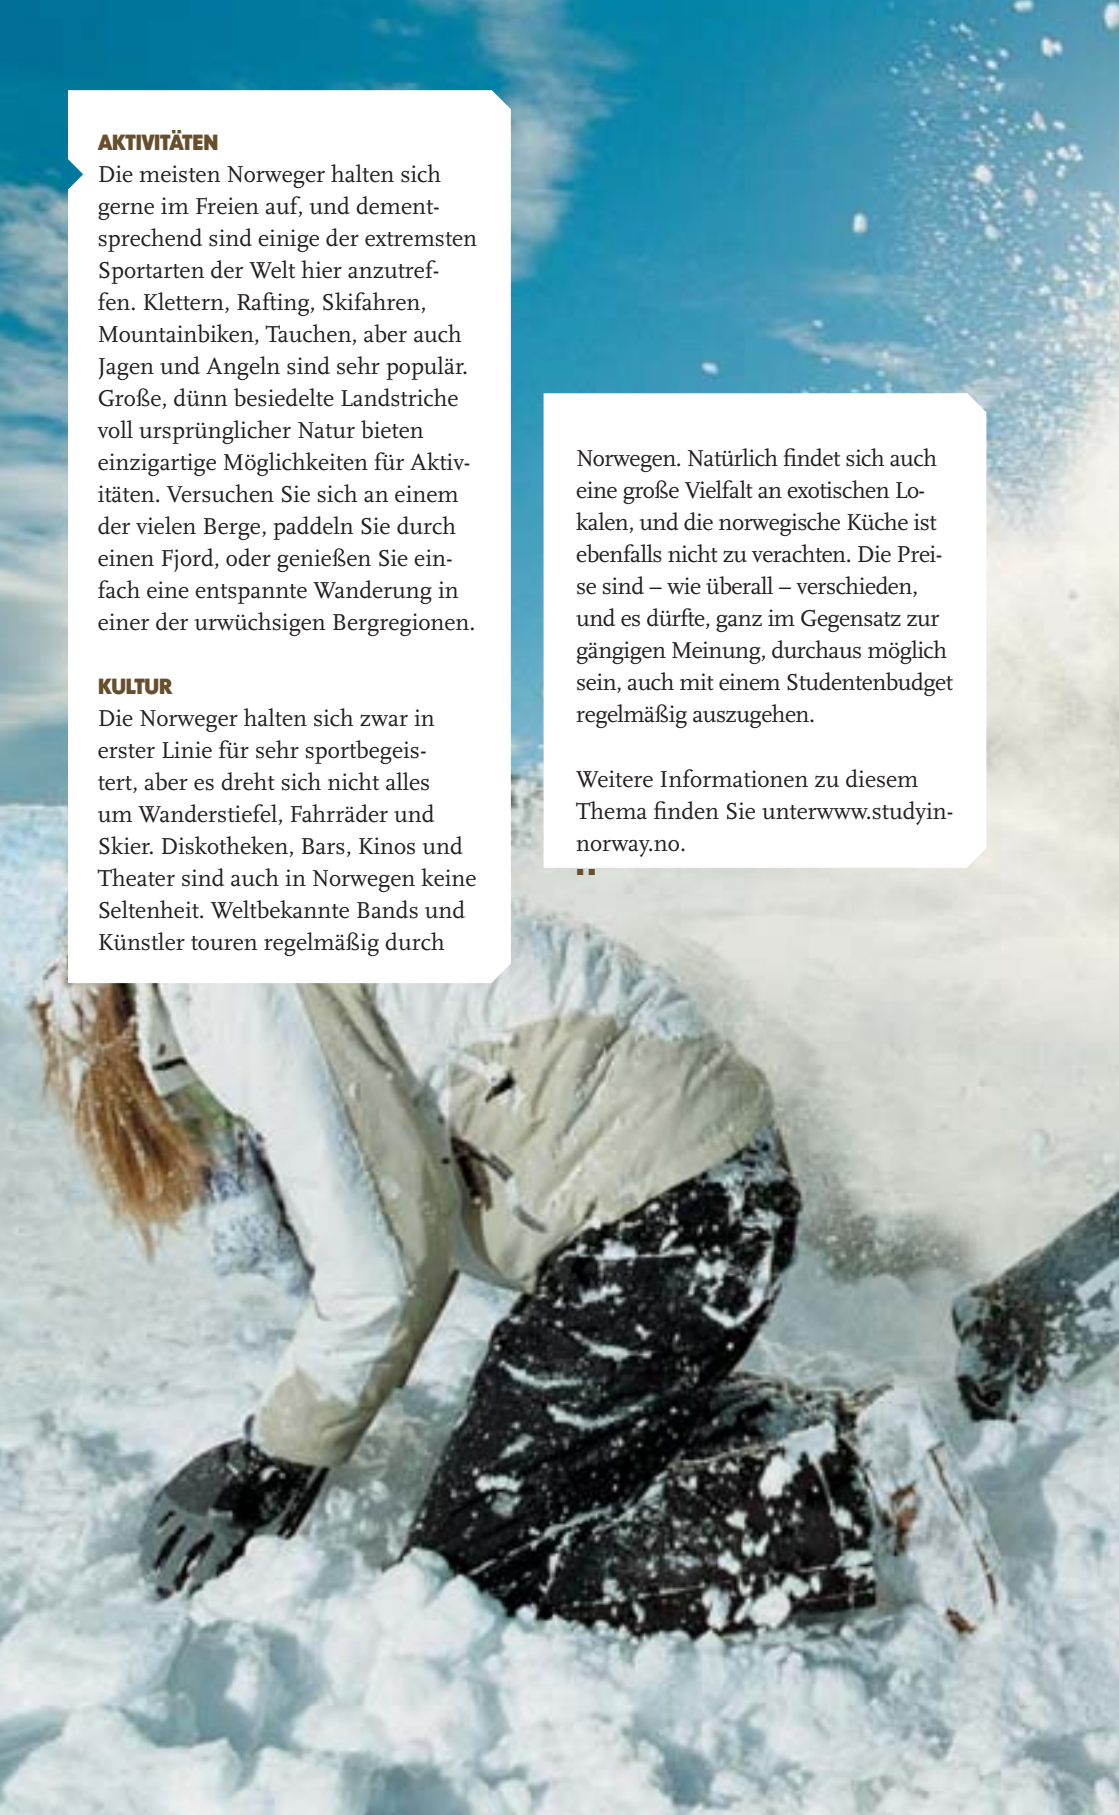 AKTIVITÄTEN
Die meisten Norweger halten sich
gerne im Freien auf, und dement-
sprechend sind einige der extremsten
Sportarten der Welt hier anzutref-
fen. Klettern, Rafting, Skifahren,
Mountainbiken, Tauchen, aber auch
Jagen und Angeln sind sehr populär.
Große, dünn besiedelte Landstriche
voll ursprünglicher Natur bieten
einzigartige Möglichkeiten für Aktiv-
itäten. Versuchen Sie sich an einem
der vielen Berge, paddeln Sie durch
einen Fjord, oder genießen Sie ein-
fach eine entspannte Wanderung in
einer der urwüchsigen Bergregionen.
KULTUR
Die Norweger halten sich zwar in
erster Linie für sehr sportbegeis-
tert, aber es dreht sich nicht alles
um Wanderstiefel, Fahrräder und
Skier. Diskotheken, Bars, Kinos und
Theater sind auch in Norwegen keine
Seltenheit. Weltbekannte Bands und
Künstler touren regelmäßig durch
Norwegen. Natürlich findet sich auch
eine große Vielfalt an exotischen Lo-
kalen, und die norwegische Küche ist
ebenfalls nicht zu verachten. Die Prei-
se sind – wie überall – verschieden,
und es dürfte, ganz im Gegensatz zur
gängigen Meinung, durchaus möglich
sein, auch mit einem Studentenbudget
regelmäßig auszugehen.
Weitere Informationen zu diesem
Thema finden Sie unterwww.studyin-
norway.no.